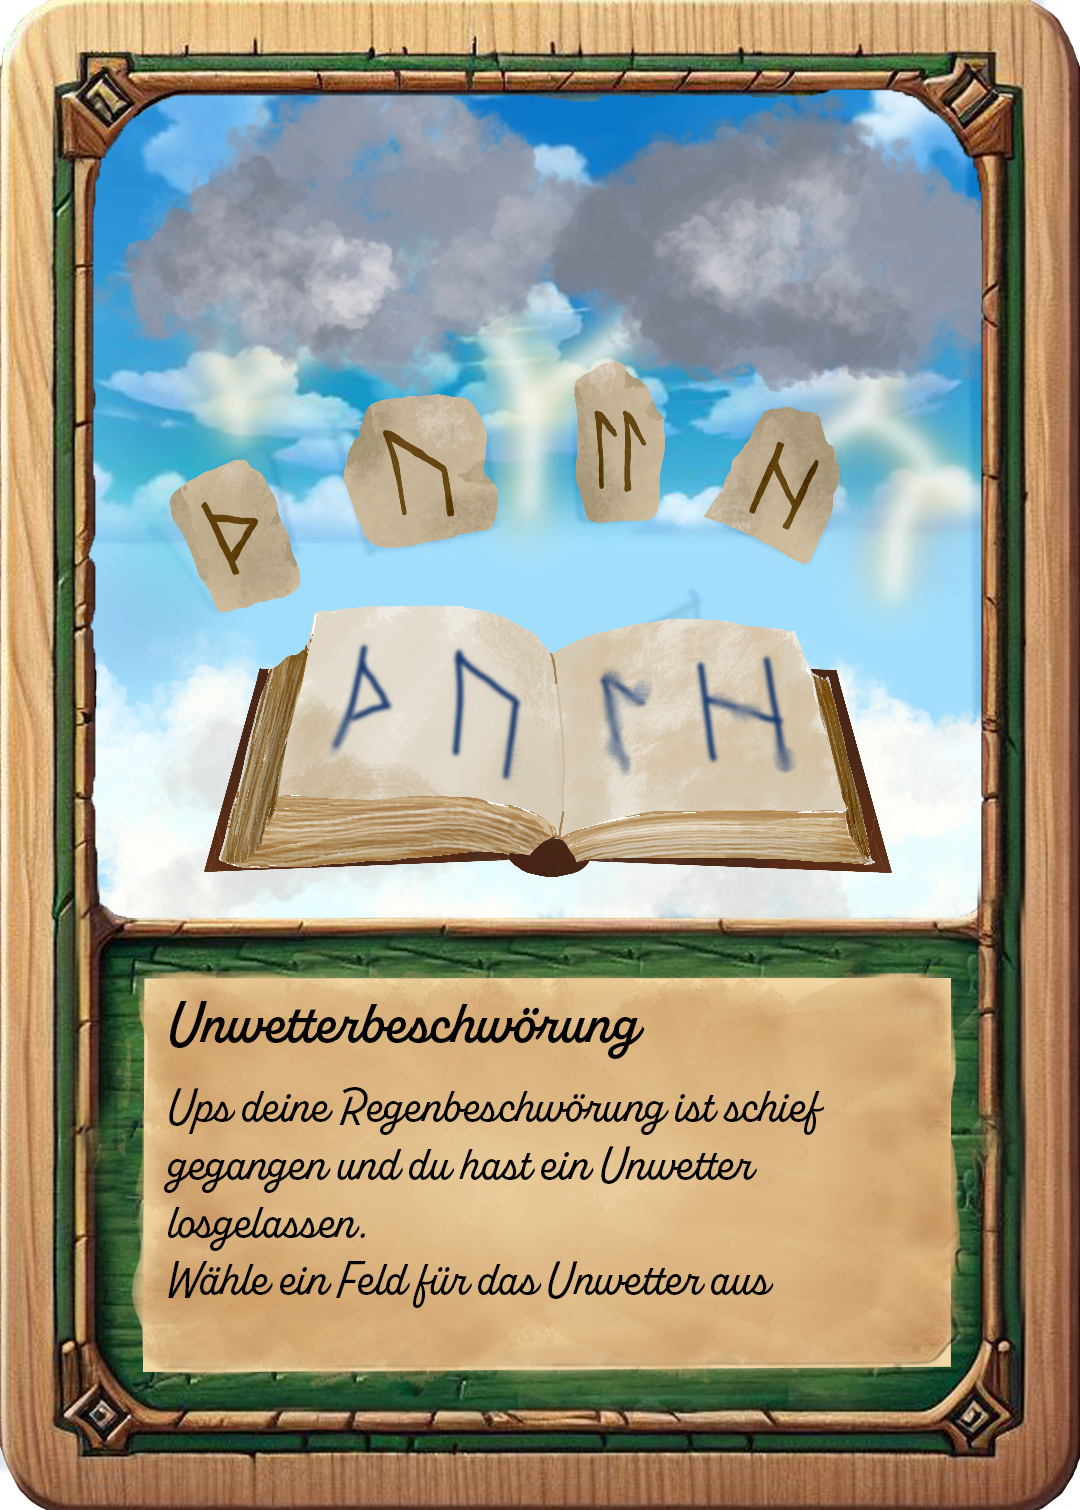 ᚦ ᚢ ᛚᛚ ᚺ
ᚦ ᚢ ᛚ ᚺ
Unwetterbeschwörung
Ups deine Regenbeschwörung ist schief
gegangen und du hast ein Unwetter
losgelassen.
Wähle ein Feld für das Unwetter aus